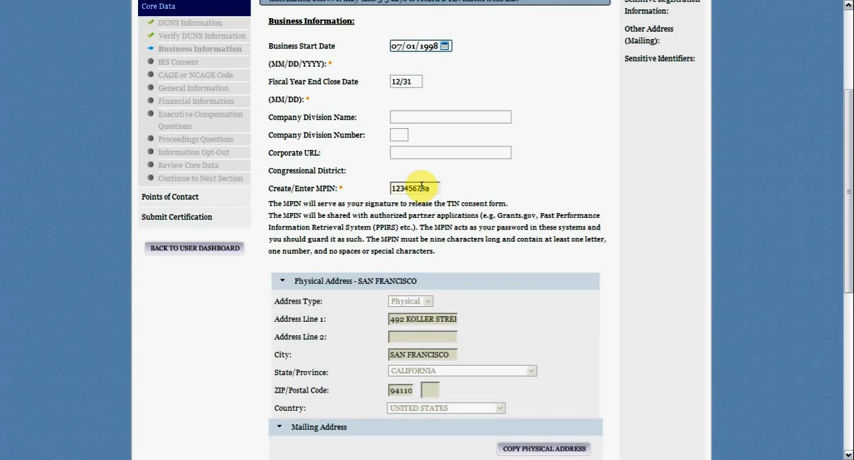 Core Data
DUNS Information
Verify DUNS Information
Business Information
IRS Consent
CAGE or NCAGE Code
General Information
Financial Information
Executive Compensation
Questions
Proceedings Questions
Information Opt-Out
Review Core Data
Continue to Next Section
Points of Contact
Submit Certification
BACK TO USER DASHBOARD
Business Information:
Business Start Date 07/01/1998
(MM/DD/YYYY): *
Fiscal Year End Close Date 12/31
(MM/DD): *
Company Division Name:
Company Division Number:
Corporate URL:
Congressional District:
Create/Enter MPIN: * 12345678a
The MPIN will serve as your signature to release the TIN consent form.
The MPIN will be shared with authorized partner applications (e.g. Grants.gov, Past Performance
Information Retrieval System (PPIRS) etc.). The MPIN acts as your password in these systems and
you should guard it as such. The MPIN must be nine characters long and contain at least one letter,
one number, and no spaces or special characters.
Physical Address - SAN FRANCISCO
Address Type: Physical
Address Line 1: 492 KOLLER STREE
Address Line 2:
City: SAN FRANCISCO
State/Province: CALIFORNIA
ZIP/Postal Code: 94110
Country: UNITED STATES
Mailing Address
COPY PHYSICAL ADDRESS
Information:
Other Address
(Mailing):
Sensitive Identifiers: